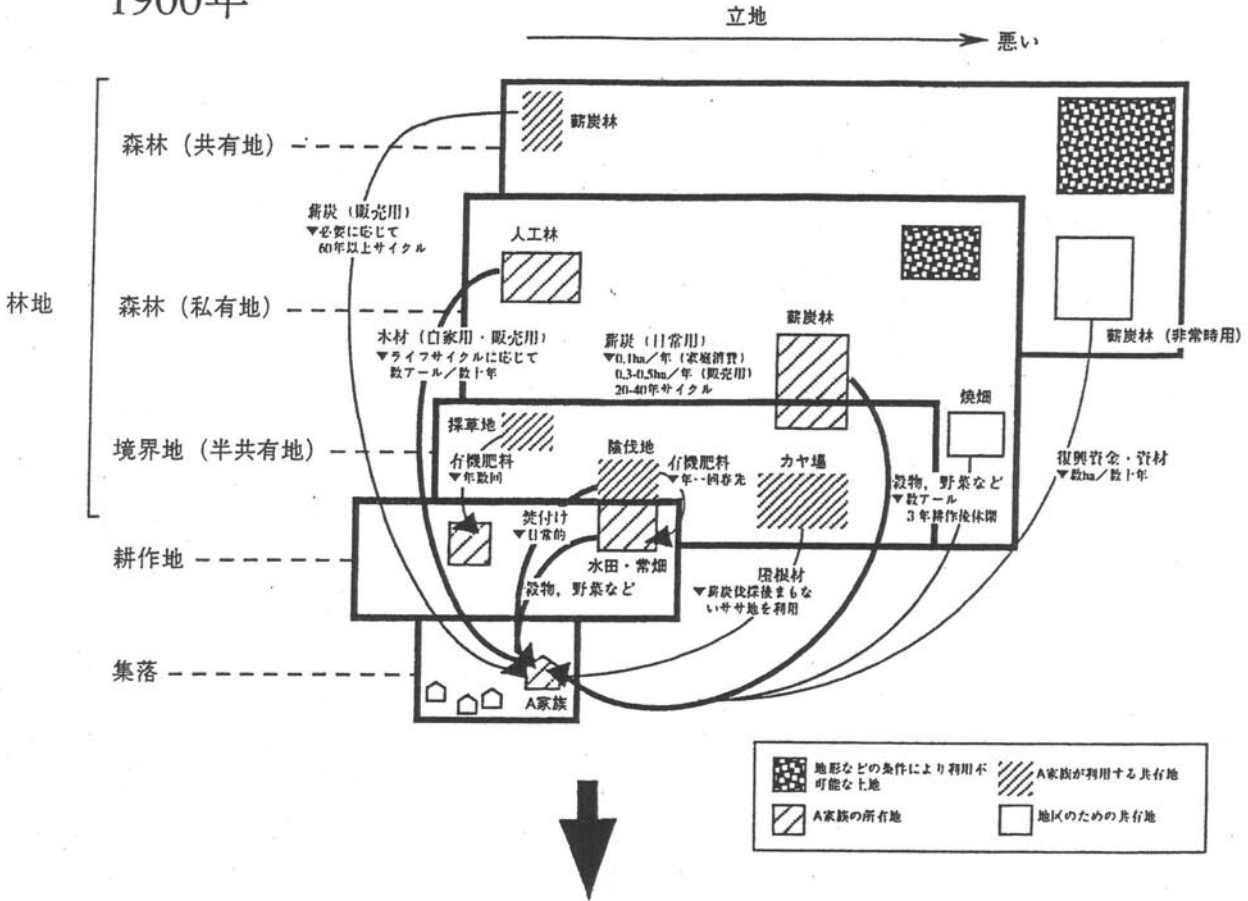 1900年
立地
悪い
森林（共有地）
薪炭林
薪炭（販売用）
▼必要に応じて
60年以上サイクル
人工林
林地
森林（私有地）
薪炭林（非常時用）
木材（自家用・販売用）
▼ライフサイクルに応じて
数アール／数十年
薪炭（日常用）
▼0.1ha／年（家庭消費）
0.3-0.5ha／年（販売用）
20-40年サイクル
薪炭林
焼畑
採草地
境界地（半共有地）
有機肥料
▼年数回
陰伐地
有機肥料
▼年一回春先
カヤ場
穀物，野菜など
▼数アール
3年耕作後休閑
復興資金・資材
▼数ha／数十年
焚付け
▼日常的
耕作地
水田・常畑
穀物，野菜など
屋根材
▼薪炭伐採後まもな
いササ地を利用
集落
A家族
地形などの条件により利用不
可能な土地
A家族が利用する共有地
A家族の所有地
地区のための共有地